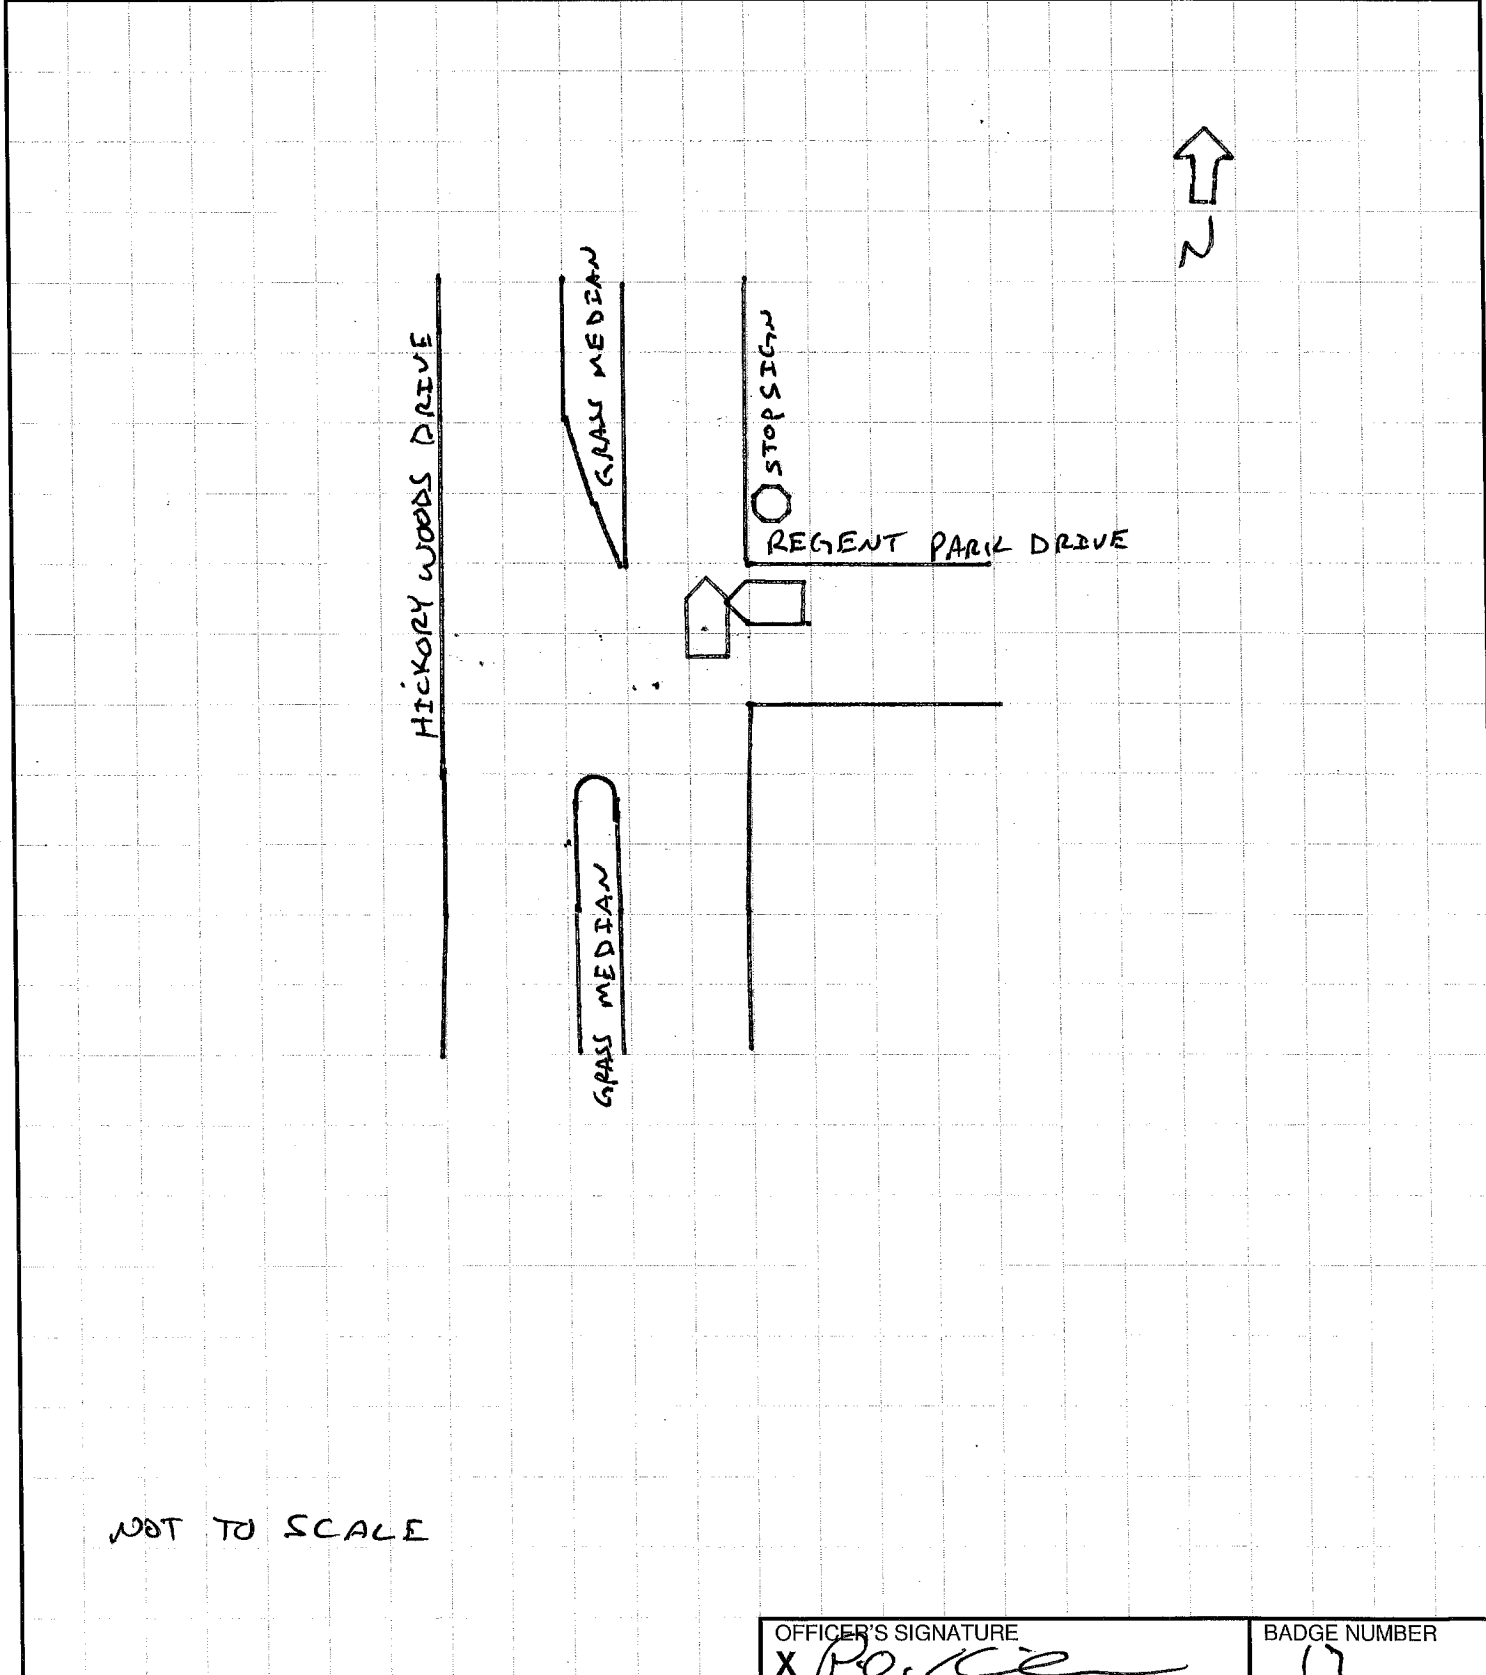 N
GRASS MEDIAN
HICKORY WOODS DRIVE
STOP SIGN
REGENT PARK DRIVE
GRASS MEDIAN
NOT TO SCALE
OFFICER'S SIGNATURE
X
BADGE NUMBER